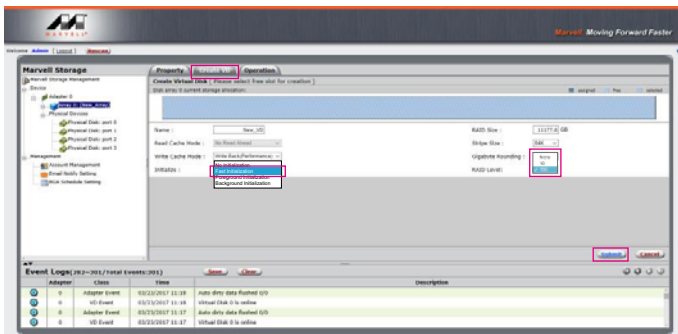 MARVELL
Marvell Moving Forward Faster
Welcome Admin [ Logout ]
Marvell Storage
Property
Create VD
Operation
Marvell Storage Management
Create Virtual Disk [ Please select free slot for creation ]
Device
Disk array 0 current storage allocation:
assigned
free
selected
Adapter 0
Array 0: [New_Array]
Physical Devices
Physical Disk: port 0
Physical Disk: port 1
Physical Disk: port 2
Physical Disk: port 3
Management
Account Management
Email Notify Setting
BGA Schedule Setting
Name : New_VD
RAID Size : GB
Read Cache Mode : No Read Ahead
Stripe Size : 64K
Write Cache Mode : Write Back(Performance)
Gigabyte Rounding : None
1G
10G
Initialize :
No Initialization
Fast Initialization
Foreground Initialization
Background Initialization
RAID Level:
Submit
Cancel
Event Logs(282~301/Total Events:301)
Save
Clear
Adapter Class Time Description
0 Adapter Event 03/23/2017 11:18 Auto dirty data flushed 0/0
0 VD Event 03/23/2017 11:18 Virtual Disk 0 is online
0 Adapter Event 03/23/2017 11:17 Auto dirty data flushed 0/0
0 VD Event 03/23/2017 11:17 Virtual Disk 0 is online